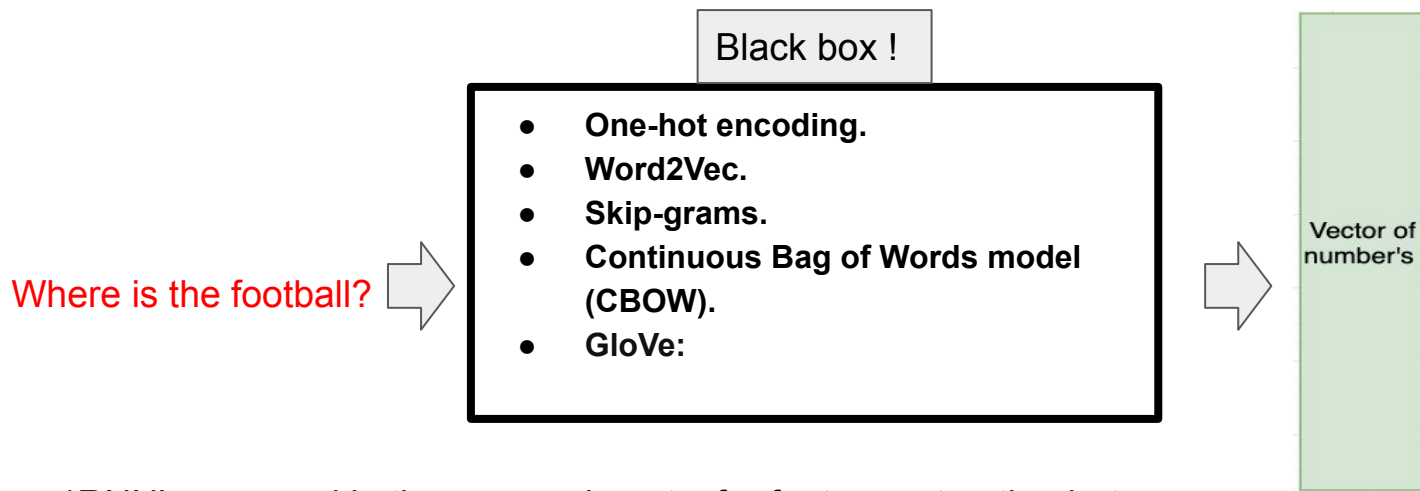 Black box !
● One-hot encoding.
● Word2Vec.
● Skip-grams.
● Continuous Bag of Words model
(CBOW).
● GloVe:
Where is the football?
Vector of
number's